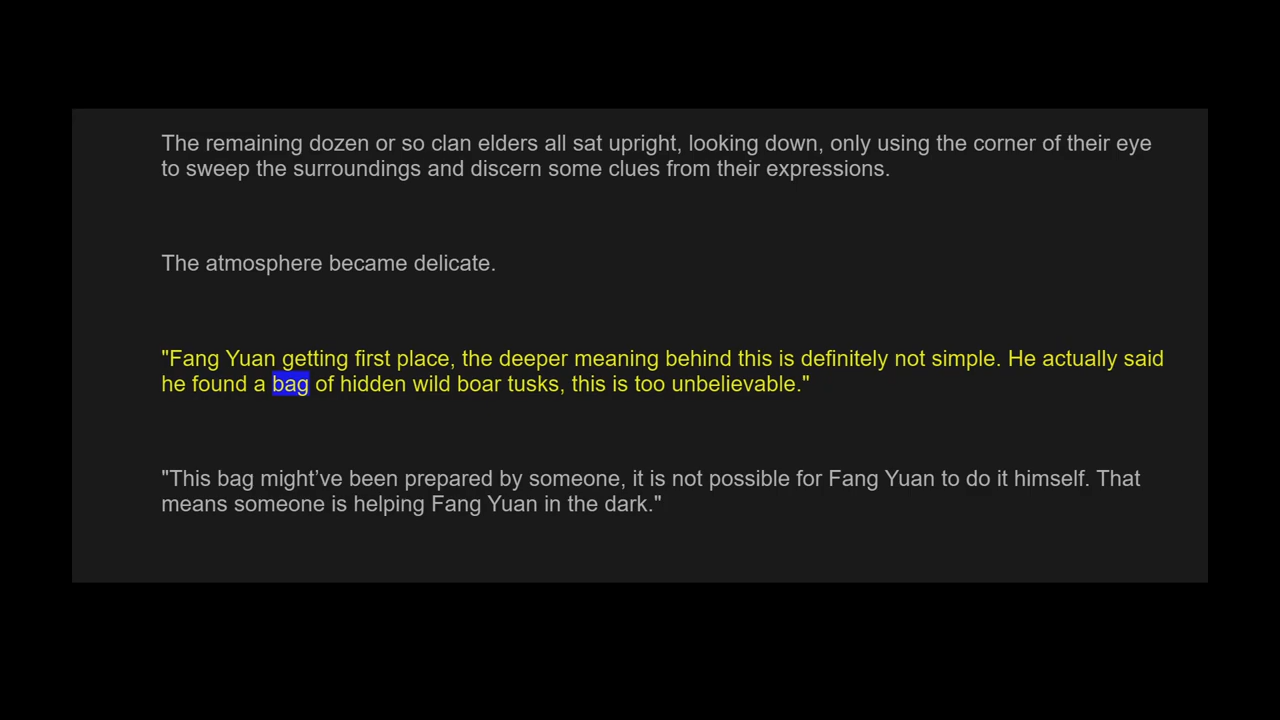 The remaining dozen or so clan elders all sat upright, looking down, only using the corner of their eye
to sweep the surroundings and discern some clues from their expressions.
The atmosphere became delicate.
"Fang Yuan getting first place, the deeper meaning behind this is definitely not simple. He actually said
he found a bag of hidden wild boar tusks, this is too unbelievable."
"This bag might’ve been prepared by someone, it is not possible for Fang Yuan to do it himself. That
means someone is helping Fang Yuan in the dark."